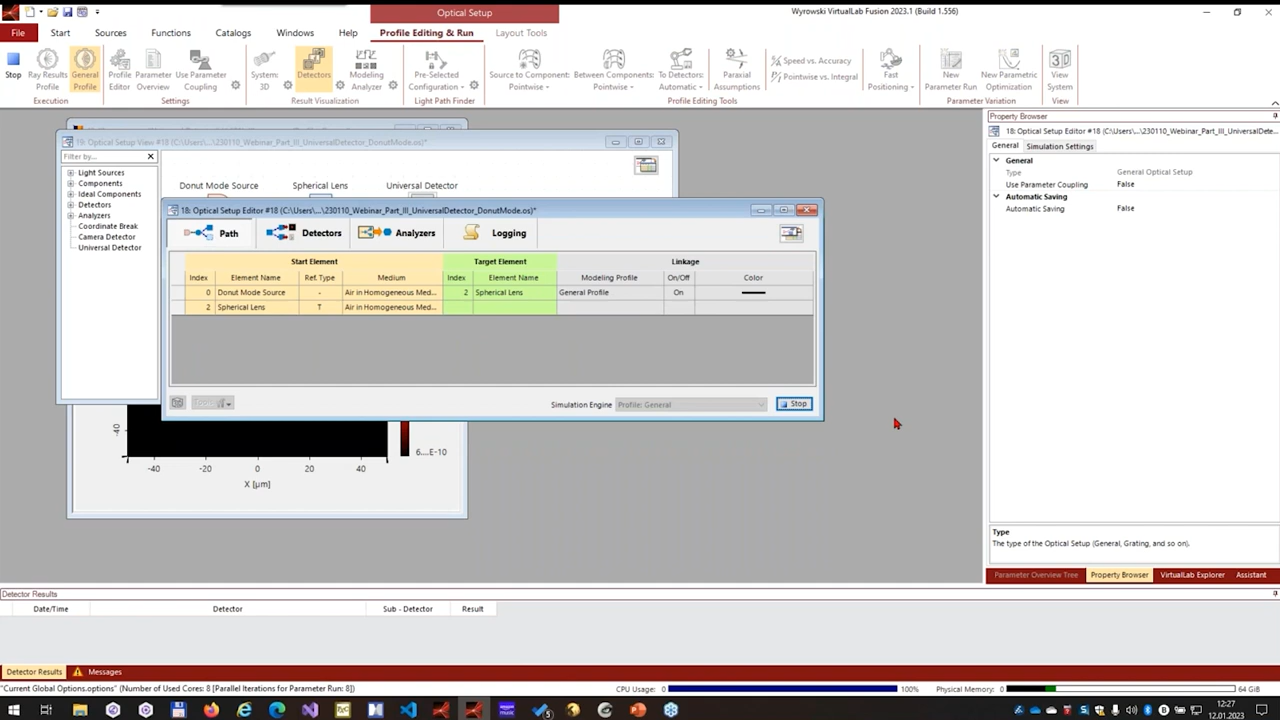 Optical Setup
Wyrowski VirtualLab Fusion 2023.1 (Build 1.556)
File Start Sources Functions Catalogs Windows Help Profile Editing & Run Layout Tools
Stop
Ray Results Profile
General Profile
Profile Editor
Parameter Overview
Use Parameter Coupling
System: 3D
Detectors
Modeling Analyzer
Pre-Selected Configuration
Source to Component: Pointwise
Between Components: Pointwise
To Detectors: Automatic
Paraxial Assumptions
Speed vs. Accuracy
Pointwise vs. Integral
Fast Positioning
New Parameter Run
New Parametric Optimization
View System
Execution Settings Result Visualization Light Path Finder Profile Editing Tools Parameter Variation View
19: Optical Setup View #18 (C:\Users\...\230110_Webinar_Part_III_UniversalDetector_DonutMode.os)*
Filter by...
Light Sources
Components
Ideal Components
Detectors
Analyzers
Coordinate Break
Camera Detector
Universal Detector
Donut Mode Source Spherical Lens Universal Detector
18: Optical Setup Editor #18 (C:\Users\...\230110_Webinar_Part_III_UniversalDetector_DonutMode.os)*
Path Detectors Analyzers Logging
Start Element Target Element Linkage
Index Element Name Ref. Type Medium Index Element Name Modeling Profile On/Off Color
0 Donut Mode Source - Air in Homogeneous Med... 2 Spherical Lens General Profile On
2 Spherical Lens T Air in Homogeneous Med...
Simulation Engine Profile: General Stop
-40
6....E-10
-40 -20 0 20 40
X [µm]
Property Browser
18: Optical Setup Editor #18 (C:\Users\...\230110_Webinar_Part_III_UniversalDete...
General Simulation Settings
General
Type General Optical Setup
Use Parameter Coupling False
Automatic Saving
Automatic Saving False
Type
The type of the Optical Setup (General, Grating, and so on).
Parameter Overview Tree Property Browser VirtualLab Explorer Assistant
Detector Results
Date/Time Detector Sub - Detector Result
Detector Results Messages
"Current Global Options.options" (Number of Used Cores: 8 [Parallel Iterations for Parameter Run: 8]) CPU Usage: 0 100% Physical Memory: 0 64 GiB
12:27
12.01.2023